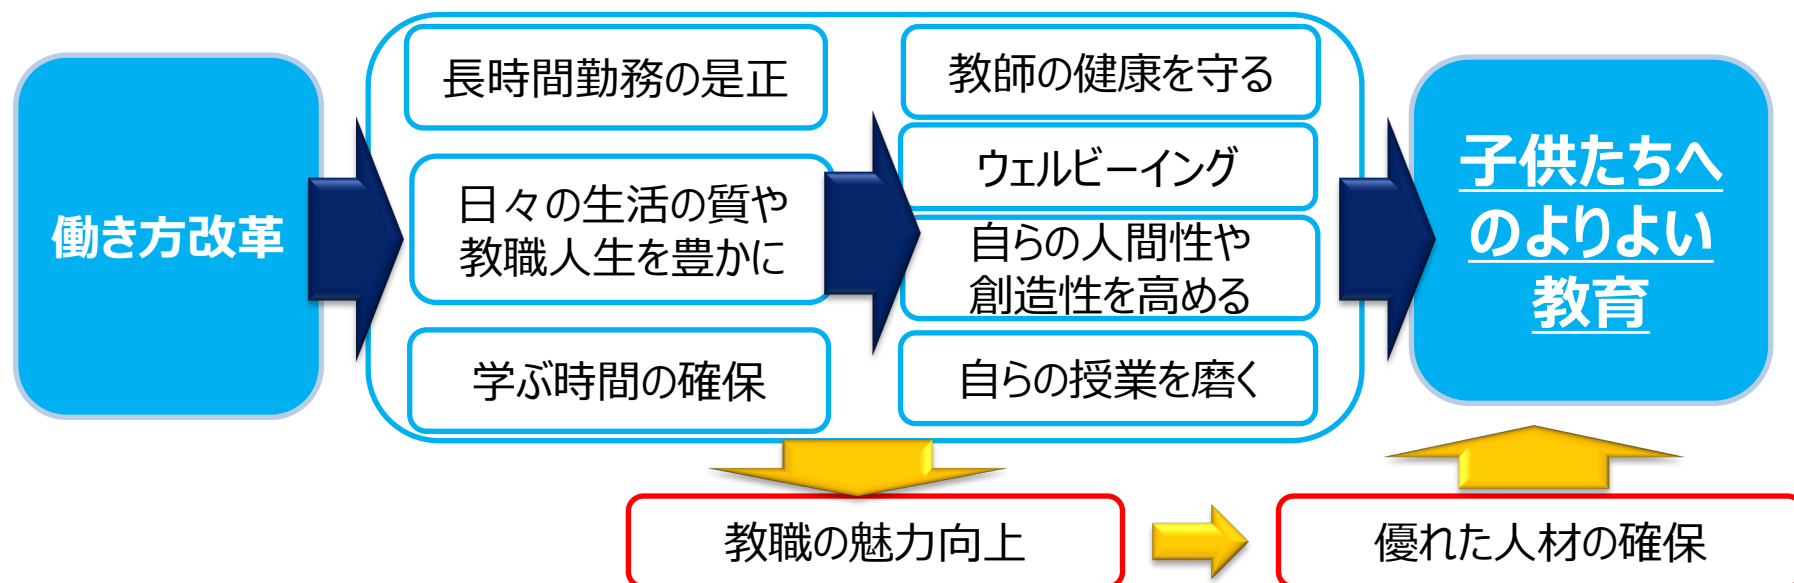 働き方改革
長時間勤務の是正
日々の生活の質や
教職人生を豊かに
学ぶ時間の確保
教師の健康を守る
ウェルビーイング
自らの人間性や
創造性を高める
自らの授業を磨く
子供たちへ
のよりよい
教育
教職の魅力向上
優れた人材の確保